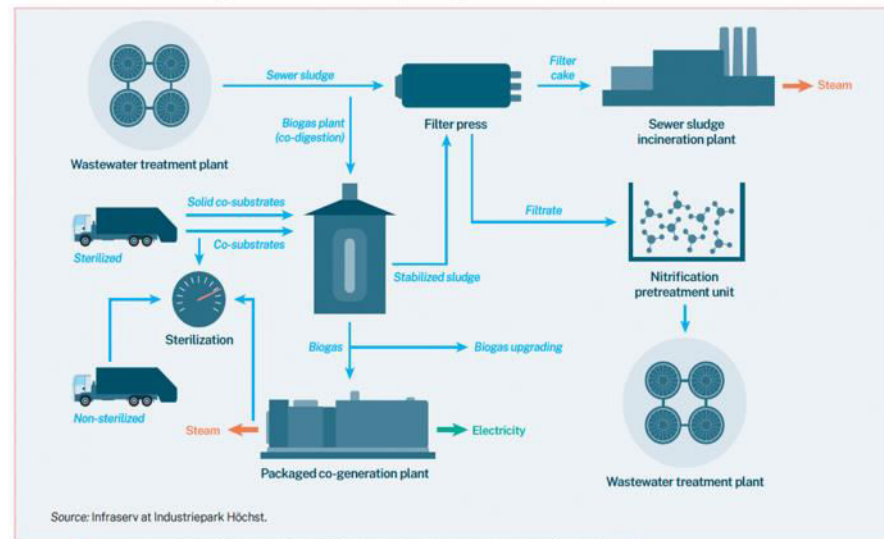 Sewer sludge
Filter
cake
Steam
Biogas plant
(co-digestion)
Filter press
Sewer sludge
incineration plant
Wastewater treatment plant
Solid co-substrates
Filtrate
Co-substrates
Sterilized
Stabilized sludge
Nitrification
pretreatment unit
Sterilization
Biogas
Biogas upgrading
Non-sterilized
Steam
Electricity
Packaged co-generation plant
Wastewater treatment plant
Source: Infraserv at Industriepark Höchst.